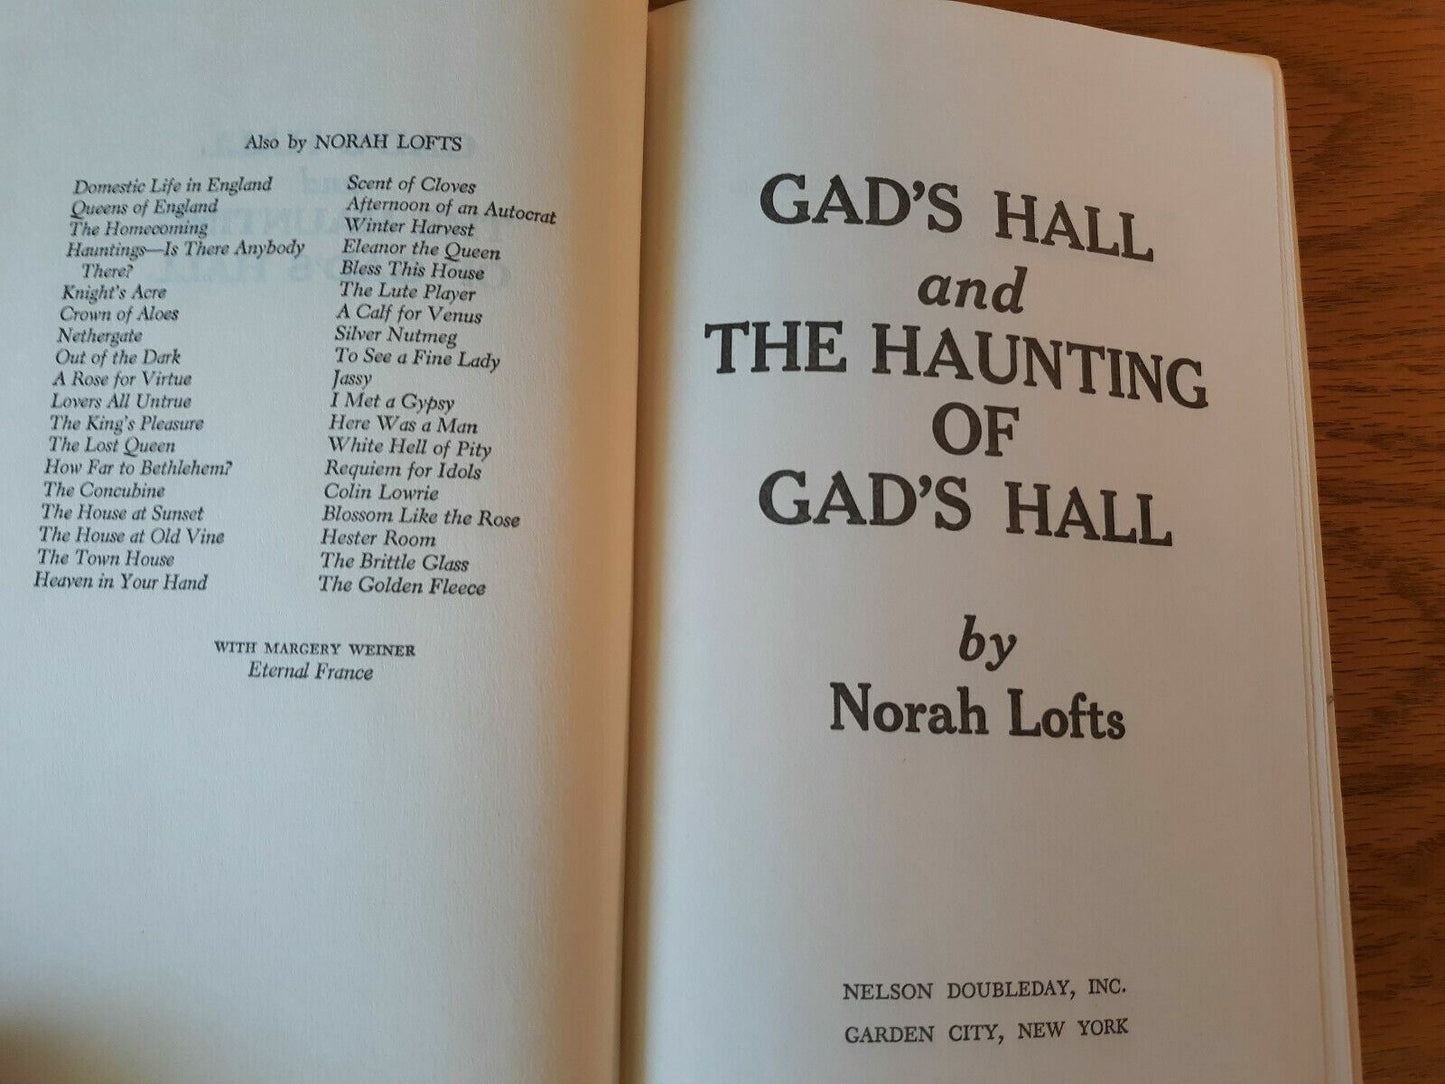 Also by NORAH LOFTS
Domestic Life in England
Queens of England
The Homecoming
Hauntings—Is There Anybody
There?
Knight's Acre
Crown of Aloes
Nethergate
Out of the Dark
A Rose for Virtue
Lovers All Untrue
The King's Pleasure
The Lost Queen
How Far to Bethlehem?
The Concubine
The House at Sunset
The House at Old Vine
The Town House
Heaven in Your Hand
Scent of Cloves
Afternoon of an Autocrat
Winter Harvest
Eleanor the Queen
Bless This House
The Lute Player
A Calf for Venus
Silver Nutmeg
To See a Fine Lady
Jassy
I Met a Gypsy
Here Was a Man
White Hell of Pity
Requiem for Idols
Colin Lowrie
Blossom Like the Rose
Hester Room
The Brittle Glass
The Golden Fleece
WITH MARGERY WEINER
Eternal France
GAD'S HALL
and
THE HAUNTING
OF
GAD'S HALL
by
Norah Lofts
NELSON DOUBLEDAY, INC.
GARDEN CITY, NEW YORK